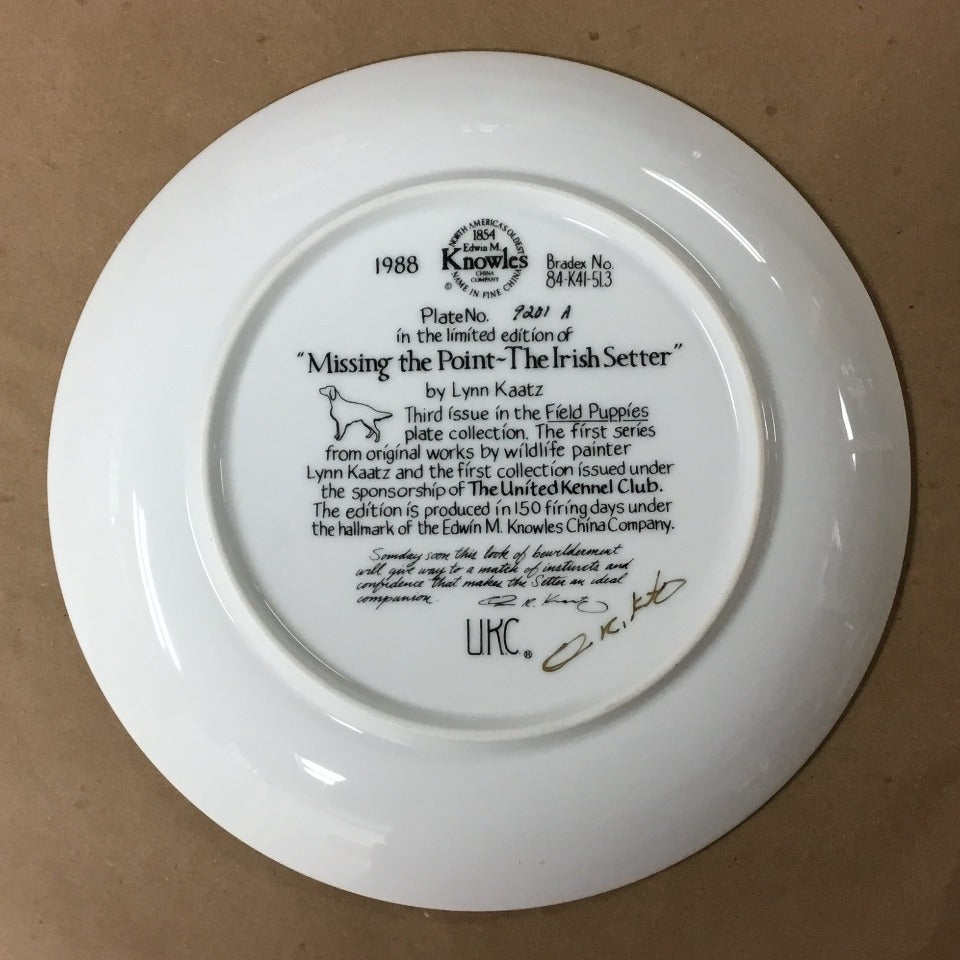 1988
NORTH AMERICA'S OLDEST
1854
Edwin M.
Knowles
CHINA
COMPANY
NAME IN FINE CHINA
©
Bradex No.
84-K41-51.3
Plate No. 9201 A
in the limited edition of
"Missing the Point~The Irish Setter"
by Lynn Kaatz
Third issue in the Field Puppies
plate collection. The first series
from original works by wildlife painter
Lynn Kaatz and the first collection issued under
the sponsorship of The United Kennel Club.
The edition is produced in 150 firing days under
the hallmark of the Edwin M. Knowles China Company.
Somday soon this look of bewilderment
will give way to a match of instincts and
confidence that makes the Setter an ideal
companion.
U.K.C.®